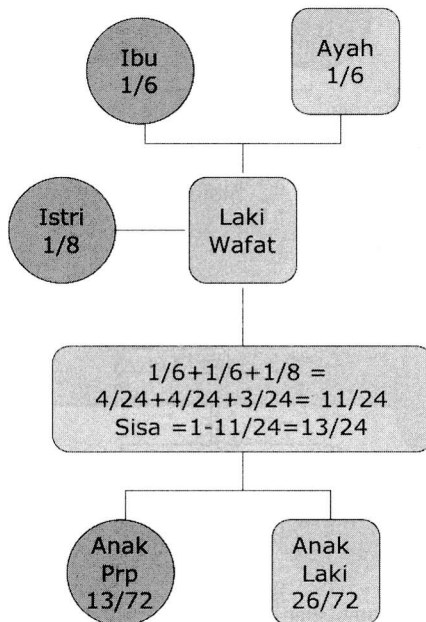 Ibu
1/6
Ayah
1/6
Istri
1/8
Laki
Wafat
1/6+1/6+1/8 =
4/24+4/24+3/24= 11/24
Sisa =1-11/24=13/24
Anak
Prp
13/72
Anak
Laki
26/72